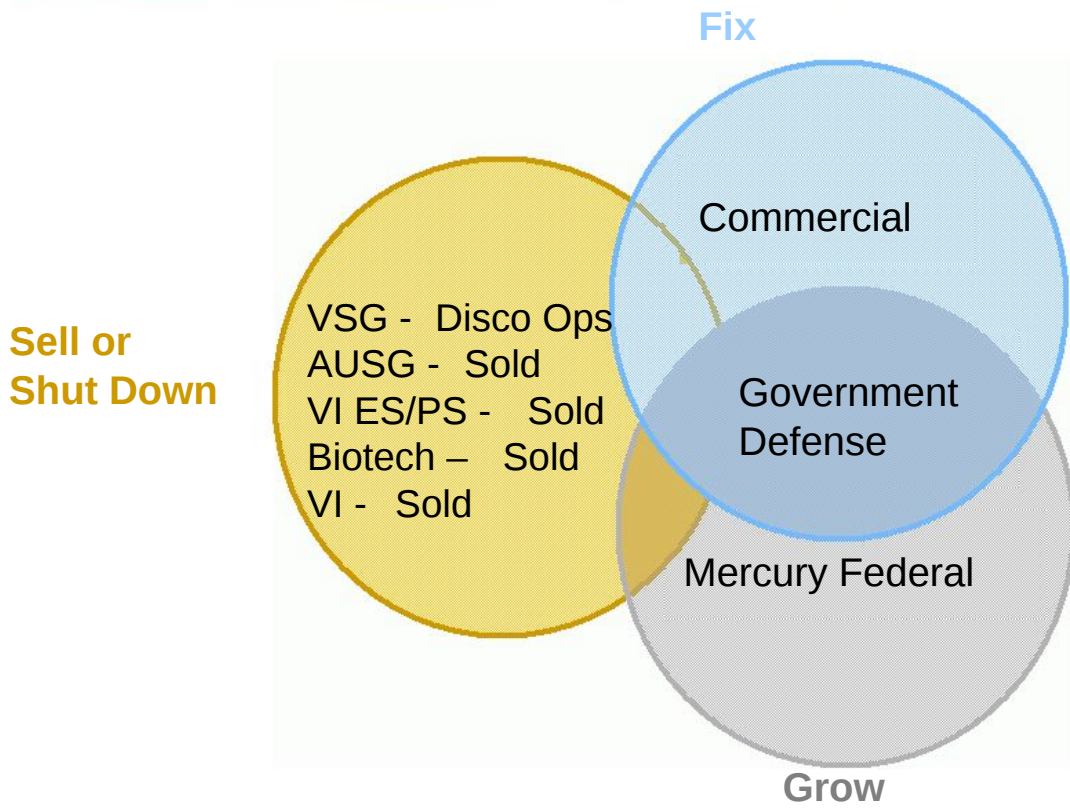 Fix
Commercial
Sell or
Shut Down
VSG - Disco Ops
AUSG - Sold
VI ES/PS - Sold
Biotech – Sold
VI - Sold
Government
Defense
Mercury Federal
Grow